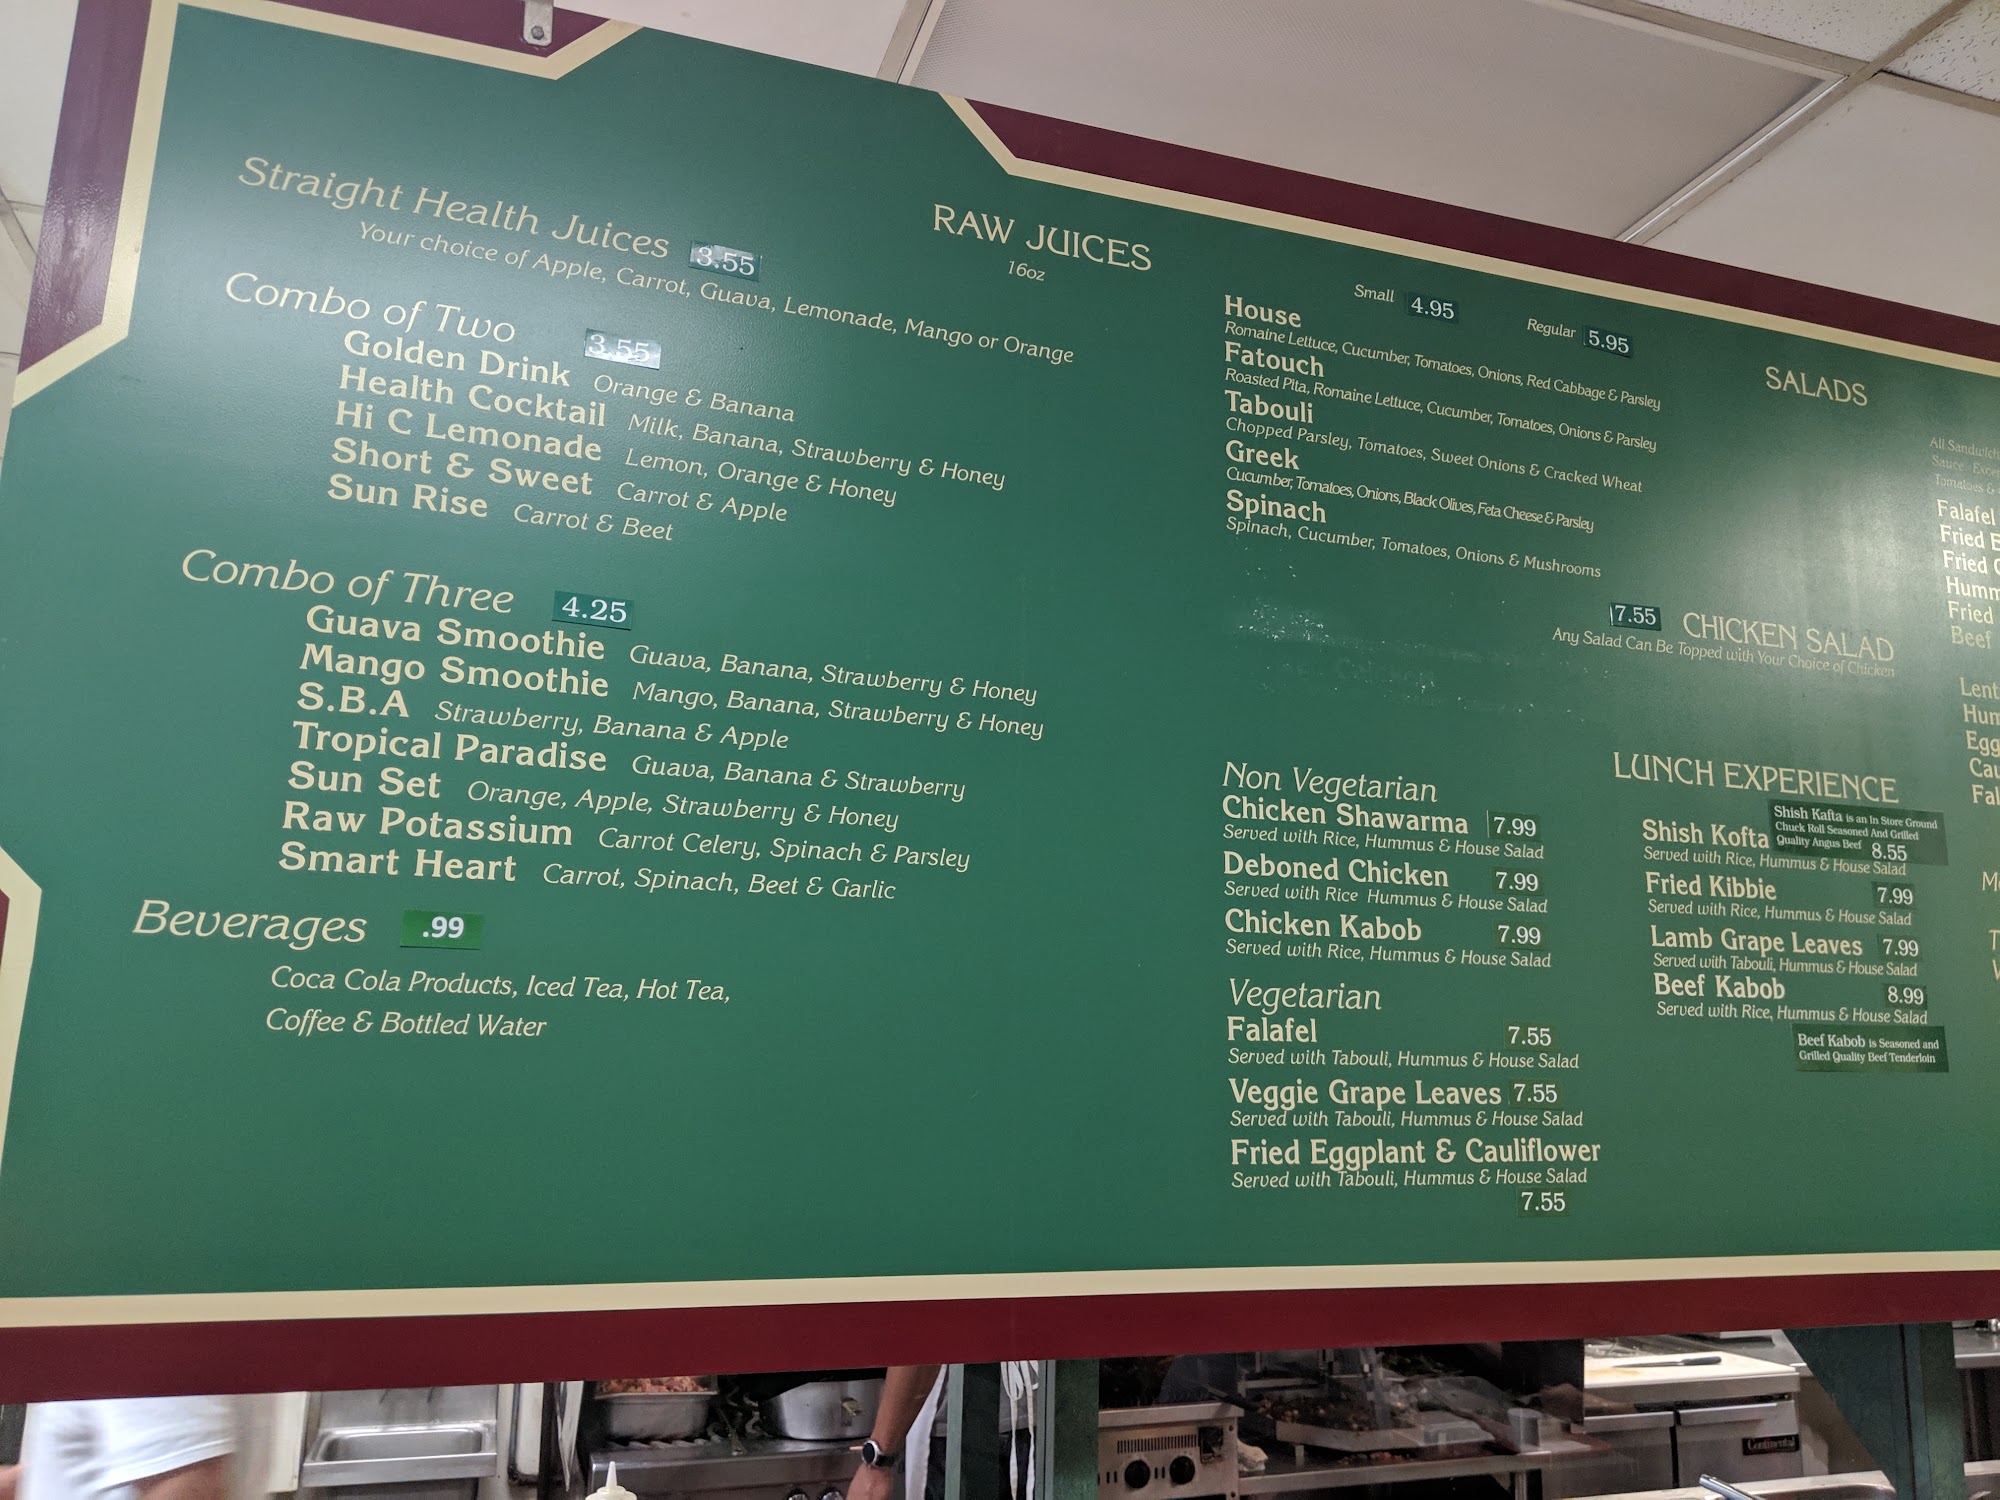 RAW JUICES
16oz
Straight Health Juices 3.55
Your choice of Apple, Carrot, Guava, Lemonade, Mango or Orange
Combo of Two 3.55
Golden Drink Orange & Banana
Health Cocktail Milk, Banana, Strawberry & Honey
Hi C Lemonade Lemon, Orange & Honey
Short & Sweet Carrot & Apple
Sun Rise Carrot & Beet
Combo of Three 4.25
Guava Smoothie Guava, Banana, Strawberry & Honey
Mango Smoothie Mango, Banana, Strawberry & Honey
S.B.A Strawberry, Banana & Apple
Tropical Paradise Guava, Banana & Strawberry
Sun Set Orange, Apple, Strawberry & Honey
Raw Potassium Carrot Celery, Spinach & Parsley
Smart Heart Carrot, Spinach, Beet & Garlic
Beverages .99
Coca Cola Products, Iced Tea, Hot Tea,
Coffee & Bottled Water
SALADS
Small 4.95 Regular 5.95
House
Romaine Lettuce, Cucumber, Tomatoes, Onions, Red Cabbage & Parsley
Fatouch
Roasted Pita, Romaine Lettuce, Cucumber, Tomatoes, Onions & Parsley
Tabouli
Chopped Parsley, Tomatoes, Sweet Onions & Cracked Wheat
Greek
Cucumber, Tomatoes, Onions, Black Olives, Feta Cheese & Parsley
Spinach
Spinach, Cucumber, Tomatoes, Onions & Mushrooms
7.55 CHICKEN SALAD
Any Salad Can Be Topped with Your Choice of Chicken
LUNCH EXPERIENCE
Non Vegetarian
Chicken Shawarma 7.99
Served with Rice, Hummus & House Salad
Deboned Chicken 7.99
Served with Rice Hummus & House Salad
Chicken Kabob 7.99
Served with Rice, Hummus & House Salad
Vegetarian
Falafel 7.55
Served with Tabouli, Hummus & House Salad
Veggie Grape Leaves 7.55
Served with Tabouli, Hummus & House Salad
Fried Eggplant & Cauliflower
Served with Tabouli, Hummus & House Salad
7.55
Shish Kofta
Shish Kafta is an In Store Ground
Chuck Roll Seasoned And Grilled
Quality Angus Beef 8.55
Served with Rice, Hummus & House Salad
Fried Kibbie 7.99
Served with Rice, Hummus & House Salad
Lamb Grape Leaves 7.99
Served with Tabouli, Hummus & House Salad
Beef Kabob 8.99
Served with Rice, Hummus & House Salad
Beef Kabob is Seasoned and
Grilled Quality Beef Tenderloin
All Sandwich
Sauce
Tomatoes &
Falafel
Fried
Fried
Fried
Beef
Continental